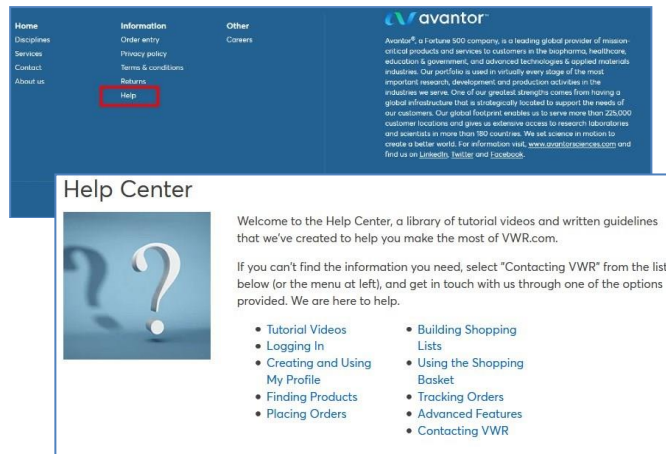 Home
Disciplines
Services
Contact
About us
Information
Order entry
Privacy policy
Terms & conditions
Returns
Help
Other
Careers
avantor™
Avantor®, a Fortune 500 company, is a leading global provider of mission-
critical products and services to customers in the biopharma, healthcare,
education & government, and advanced technologies & applied materials
industries. Our portfolio is used in virtually every stage of the most
important research, development and production activities in the
industries we serve. One of our greatest strengths comes from having a
global infrastructure that is strategically located to support the needs of
our customers. Our global footprint enables us to serve more than 225,000
customer locations and gives us extensive access to research laboratories
and scientists in more than 180 countries. We set science in motion to
create a better world. For information visit, www.avantorsciences.com and
find us on LinkedIn, Twitter and Facebook.
Help Center
Welcome to the Help Center, a library of tutorial videos and written guidelines
that we've created to help you make the most of VWR.com.
If you can't find the information you need, select "Contacting VWR" from the list
below (or the menu at left), and get in touch with us through one of the options
provided. We are here to help.
• Tutorial Videos
• Logging In
• Creating and Using
My Profile
• Finding Products
• Placing Orders
• Building Shopping
Lists
• Using the Shopping
Basket
• Tracking Orders
• Advanced Features
• Contacting VWR